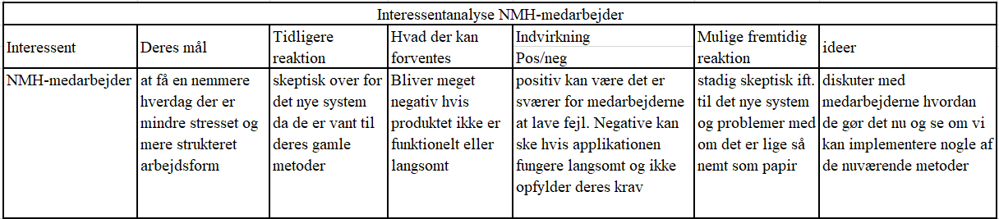 Interessentanalyse NMH-medarbejder
Interessent
Deres mål
Tidligere
reaktion
Hvad der kan
forventes
Indvirkning
Pos/neg
Mulige fremtidig
reaktion
ideer
NMH-medarbejder
at få en nemmere
hverdag der er
mindre stresset og
mere strukteret
arbejdsform
skeptisk over for
det nye system
da de er vant til
deres gamle
metoder
Bliver meget
negativ hvis
produktet ikke er
funktionelt eller
langsomt
positiv kan være det er
sværer for medarbejderne
at lave fejl. Negative kan
ske hvis applikationen
fungere langsomt og ikke
opfylder deres krav
stadig skeptisk ift.
til det nye system
og problemer med
om det er lige så
nemt som papir
diskuter med
medarbejderne hvordan
de gør det nu og se om vi
kan implementere nogle af
de nuværende metoder